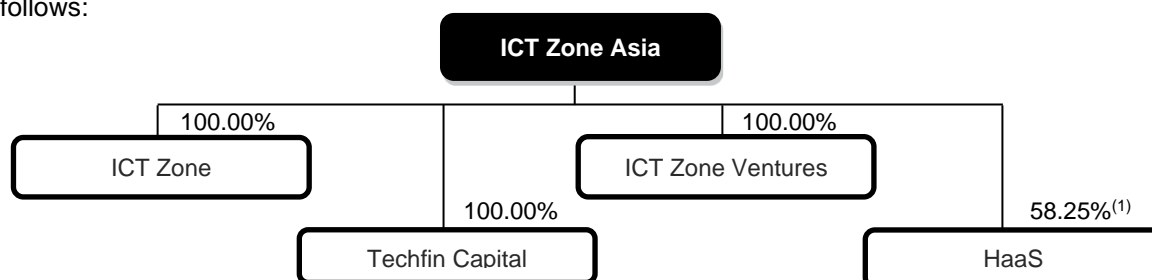 follows:
ICT Zone Asia
100.00%
100.00%
ICT Zone
ICT Zone Ventures
100.00%
58.25%(1)
Techfin Capital
HaaS